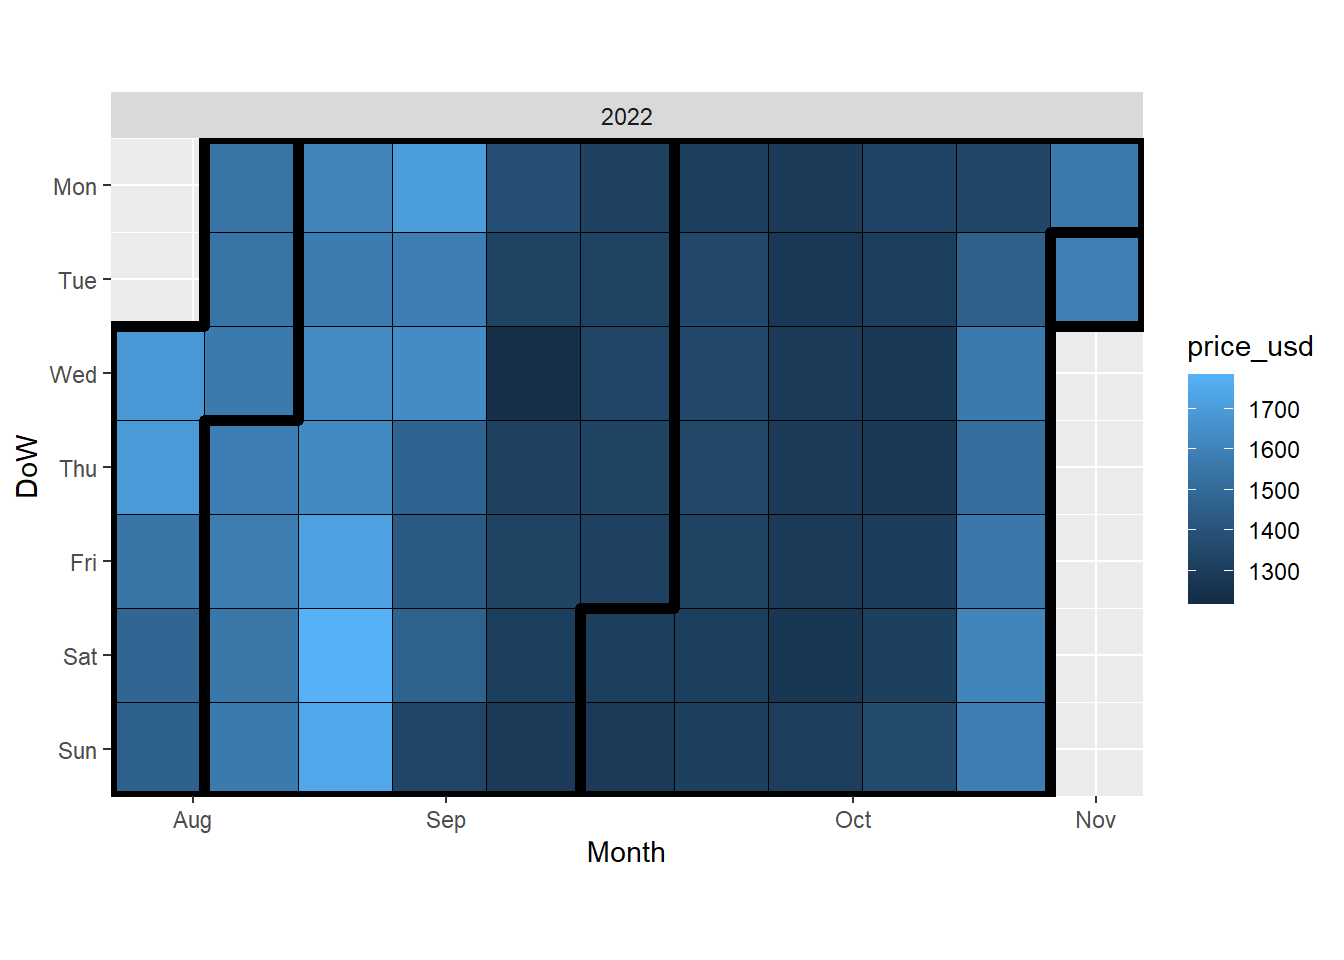 2022
Mon
Tue
Wed
Thu
Fri
Sat
Sun
DoW
Aug Sep Oct Nov
Month
price_usd
1700
1600
1500
1400
1300